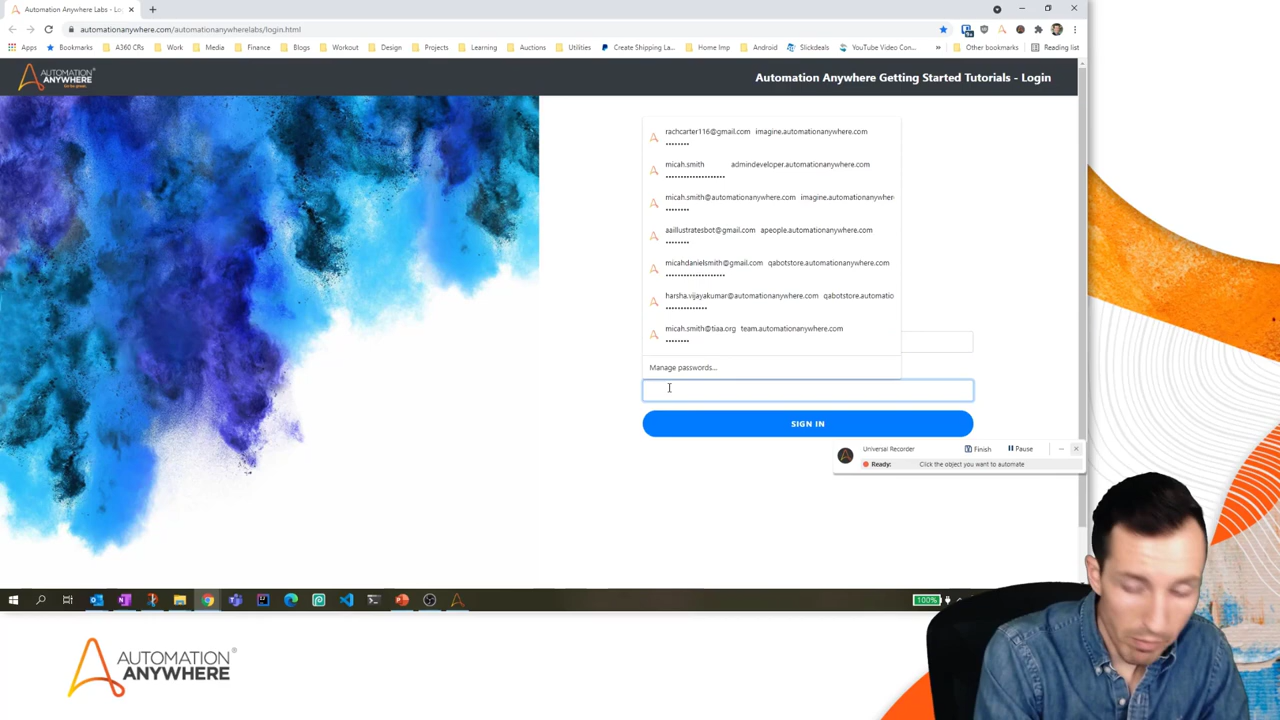 Automation Anywhere Labs - Lo
automationanywhere.com/automationanywherelabs/login.html
Apps Bookmarks A360 CRs Work Media Finance Blogs Workout Design Projects Learning Auctions Utilities Create Shipping La... Home Imp Android Slickdeals YouTube Video Con... » Other bookmarks Reading list
AUTOMATION
ANYWHERE
Go be great.
Automation Anywhere Getting Started Tutorials - Login
rachcarter116@gmail.com imagine.automationanywhere.com
••••••••
micah.smith admindeveloper.automationanywhere.com
••••••••••••••••••••
micah.smith@automationanywhere.com imagine.automationanywher
••••••••
aaillustratesbot@gmail.com apeople.automationanywhere.com
••••••••
micahdanielsmith@gmail.com qabotstore.automationanywhere.com
••••••••••••••••••••
harsha.vijayakumar@automationanywhere.com qabotstore.automatio
••••••••••••••
micah.smith@tiaa.org team.automationanywhere.com
••••••••
Manage passwords...
SIGN IN
Universal Recorder Finish Pause
Ready: Click the object you want to automate
100%
AUTOMATION
ANYWHERE